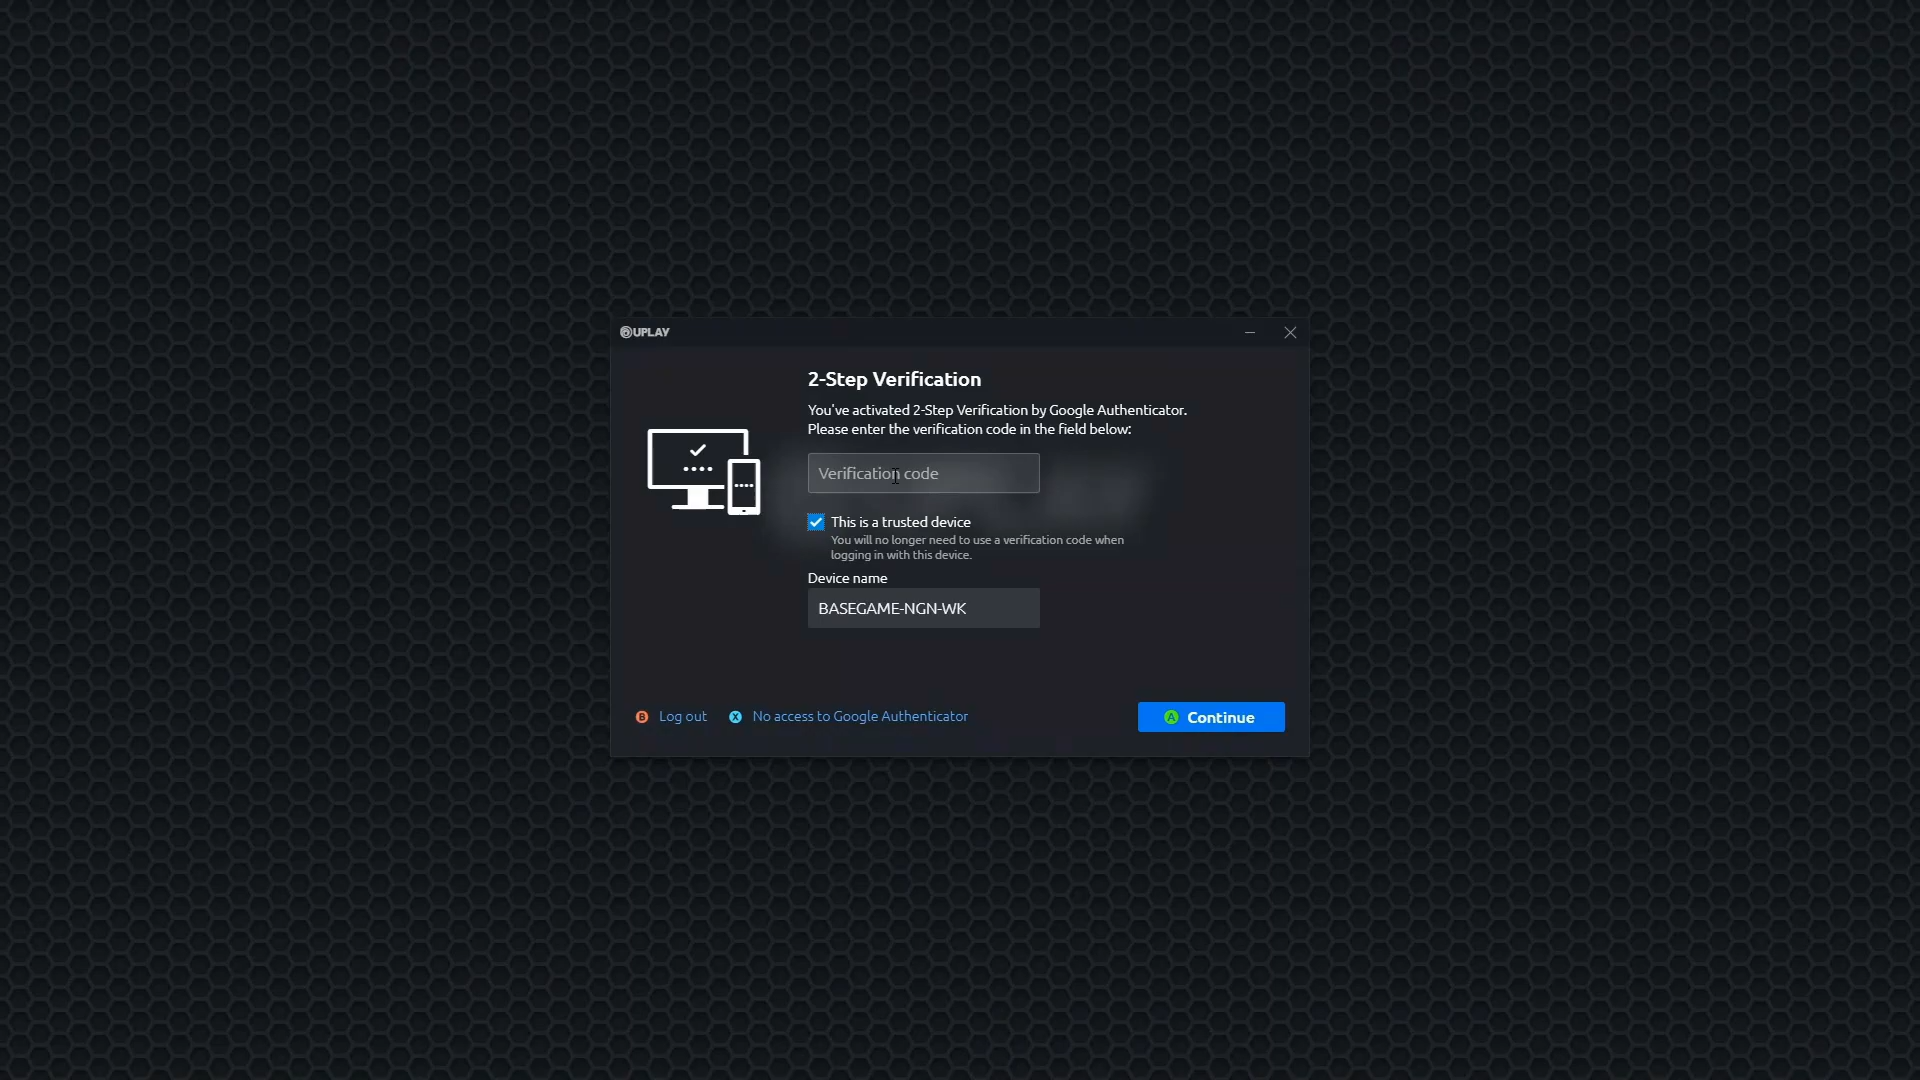 UPLAY
2-Step Verification
You've activated 2-Step Verification by Google Authenticator.
Please enter the verification code in the field below:
Verification code
This is a trusted device
You will no longer need to use a verification code when
logging in with this device.
Device name
BASEGAME-NGN-WK
B Log out X No access to Google Authenticator A Continue